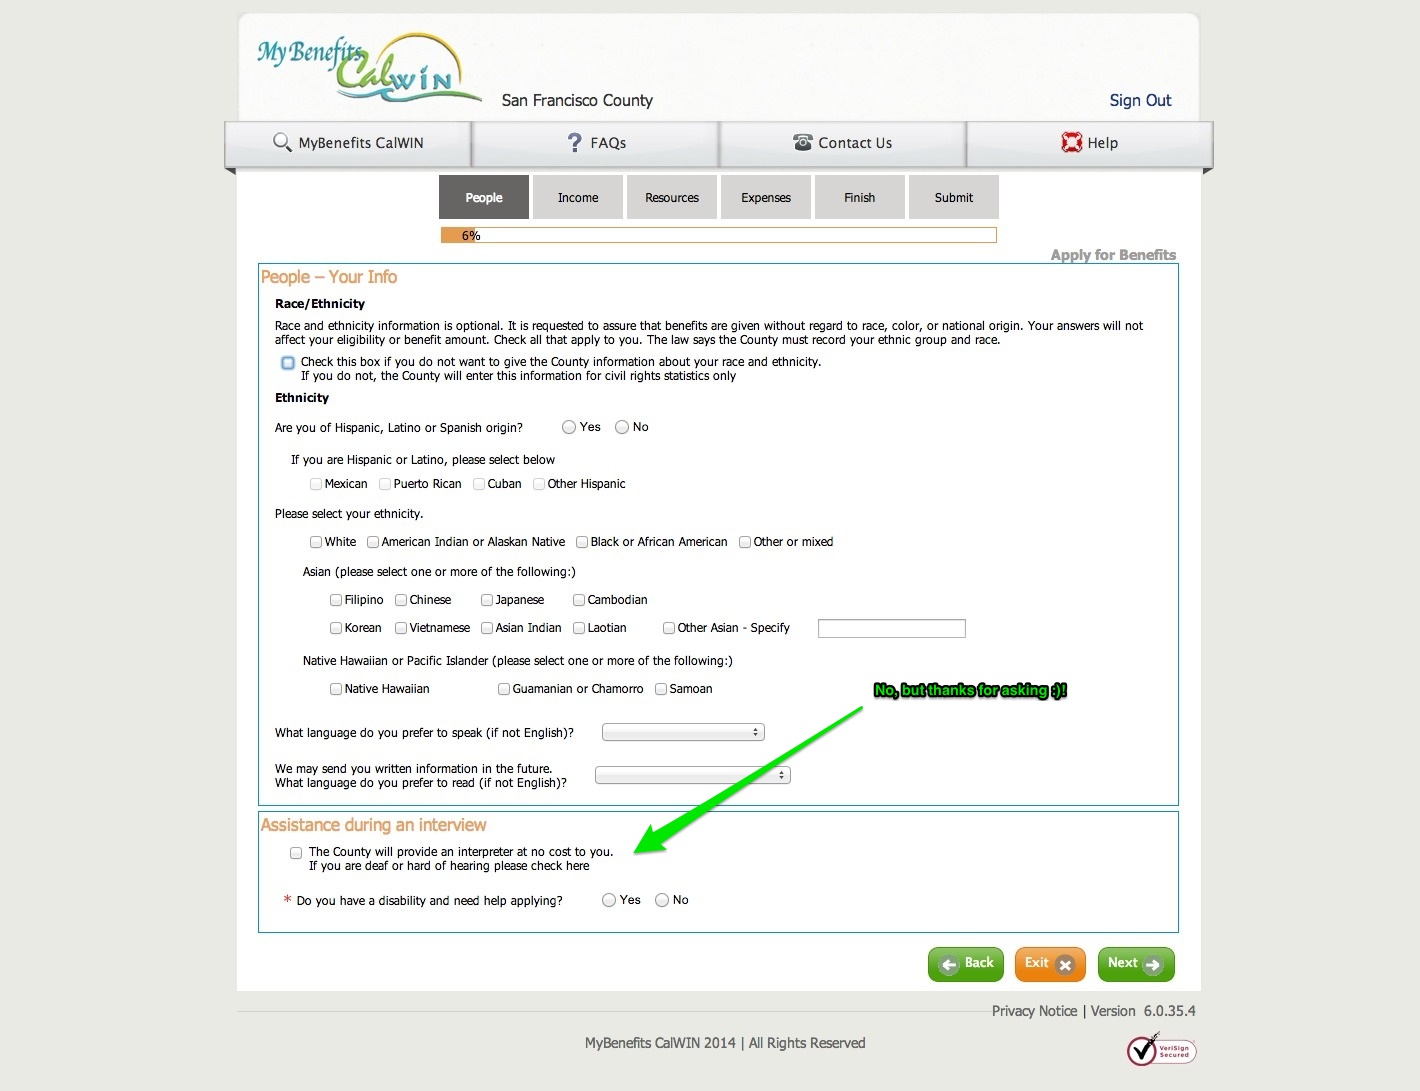 My Benefits CalWIN
San Francisco County
Sign Out
MyBenefits CalWIN
FAQs
Contact Us
Help
People
Income
Resources
Expenses
Finish
Submit
6%
Apply for Benefits
People – Your Info
Race/Ethnicity
Race and ethnicity information is optional. It is requested to assure that benefits are given without regard to race, color, or national origin. Your answers will not
affect your eligibility or benefit amount. Check all that apply to you. The law says the County must record your ethnic group and race.
Check this box if you do not want to give the County information about your race and ethnicity.
If you do not, the County will enter this information for civil rights statistics only
Ethnicity
Are you of Hispanic, Latino or Spanish origin? Yes No
If you are Hispanic or Latino, please select below
Mexican Puerto Rican Cuban Other Hispanic
Please select your ethnicity.
White American Indian or Alaskan Native Black or African American Other or mixed
Asian (please select one or more of the following:)
Filipino Chinese Japanese Cambodian
Korean Vietnamese Asian Indian Laotian Other Asian - Specify
Native Hawaiian or Pacific Islander (please select one or more of the following:)
Native Hawaiian Guamanian or Chamorro Samoan
No, but thanks for asking :)!
What language do you prefer to speak (if not English)?
We may send you written information in the future.
What language do you prefer to read (if not English)?
Assistance during an interview
The County will provide an interpreter at no cost to you.
If you are deaf or hard of hearing please check here
* Do you have a disability and need help applying? Yes No
Back
Exit
Next
Privacy Notice | Version 6.0.35.4
MyBenefits CalWIN 2014 | All Rights Reserved
VeriSign
Secured